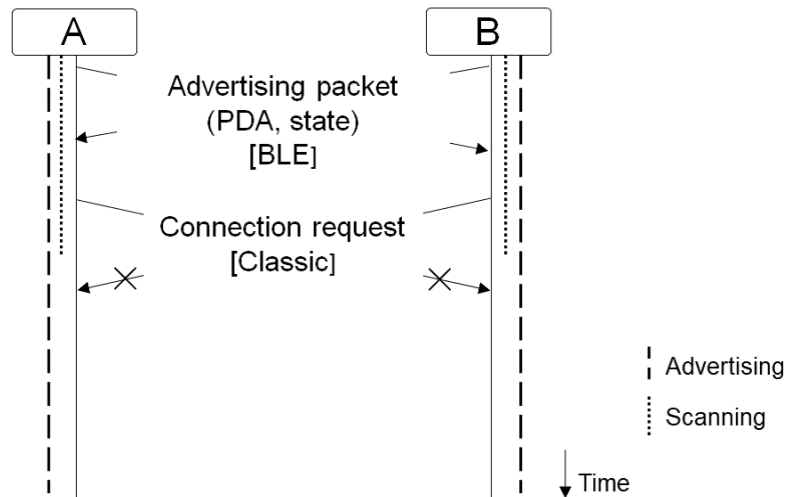 A
B
Advertising packet
(PDA, state)
[BLE]
Connection request
[Classic]
Advertising
Scanning
Time